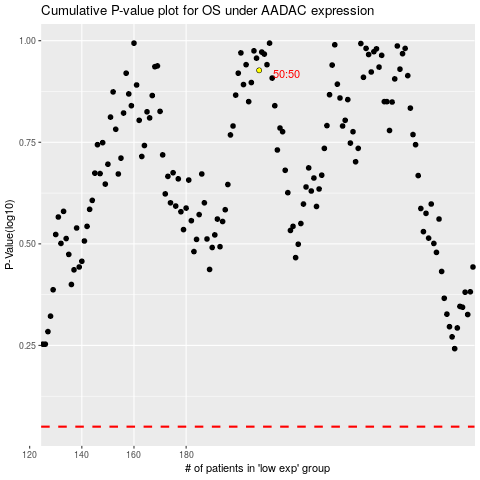 Cumulative P-value plot for OS under AADAC expression
1.00
50:50
0.75
P-Value(log10)
0.50
0.25
120 140 160 180
# of patients in 'low exp' group